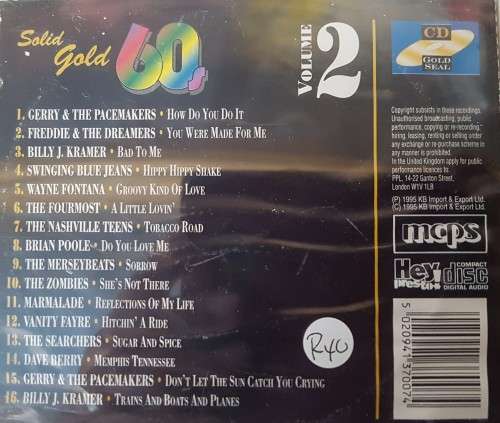 Solid
Gold
60s
VOLUME
2
CD
GOLD
SEAL
1. GERRY & THE PACEMAKERS • HOW DO YOU DO IT
2. FREDDIE & THE DREAMERS • YOU WERE MADE FOR ME
3. BILLY J. KRAMER • BAD TO ME
4. SWINGING BLUE JEANS • HIPPY HIPPY SHAKE
5. WAYNE FONTANA • GROOVY KIND OF LOVE
6. THE FOURMOST • A LITTLE LOVIN'
7. THE NASHVILLE TEENS • TOBACCO ROAD
8. BRIAN POOLE • DO YOU LOVE ME
9. THE MERSEYBEATS • SORROW
10. THE ZOMBIES • SHE'S NOT THERE
11. MARMALADE • REFLECTIONS OF MY LIFE
12. VANITY FAYRE • HITCHIN' A RIDE
13. THE SEARCHERS • SUGAR AND SPICE
14. DAVE BERRY • MEMPHIS TENNESSEE
15. GERRY & THE PACEMAKERS • DON'T LET THE SUN CATCH YOU CRYING
16. BILLY J. KRAMER • TRAINS AND BOATS AND PLANES
Copyright subsists in these recordings.
Unauthorised broadcasting, public
performance, copying or re-recording,
hiring, leasing, renting or selling under
any exchange or re-purchase scheme in
any manner is prohibited.
In the United Kingdom apply for public
performance licences to:
PPL, 14-22 Ganton Street,
London W1V 1LB
(P) 1995 KB Import & Export Ltd.
(C) 1995 KB Import & Export Ltd.
mcps
Hey
presto
COMPACT
disc
DIGITAL AUDIO
R40
5 020941 370074